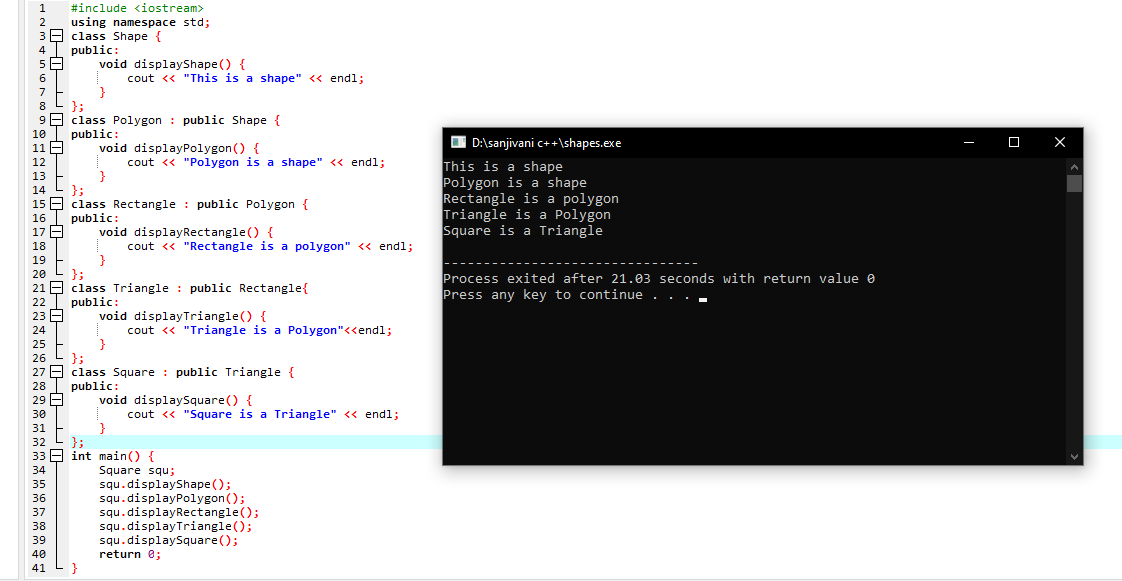 1 #include <iostream>
2 using namespace std;
3 class Shape {
4 public:
5     void displayShape() {
6         cout << "This is a shape" << endl;
7     }
8 };
9 class Polygon : public Shape {
10 public:
11     void displayPolygon() {
12         cout << "Polygon is a shape" << endl;
13     }
14 };
15 class Rectangle : public Polygon {
16 public:
17     void displayRectangle() {
18         cout << "Rectangle is a polygon" << endl;
19     }
20 };
21 class Triangle : public Rectangle{
22 public:
23     void displayTriangle() {
24         cout << "Triangle is a Polygon"<<endl;
25     }
26 };
27 class Square : public Triangle {
28 public:
29     void displaySquare() {
30         cout << "Square is a Triangle" << endl;
31     }
32 };
33 int main() {
34     Square squ;
35     squ.displayShape();
36     squ.displayPolygon();
37     squ.displayRectangle();
38     squ.displayTriangle();
39     squ.displaySquare();
40     return 0;
41 }
D:\sanjivani c++\shapes.exe
This is a shape
Polygon is a shape
Rectangle is a polygon
Triangle is a Polygon
Square is a Triangle
--------------------------------
Process exited after 21.03 seconds with return value 0
Press any key to continue . . .